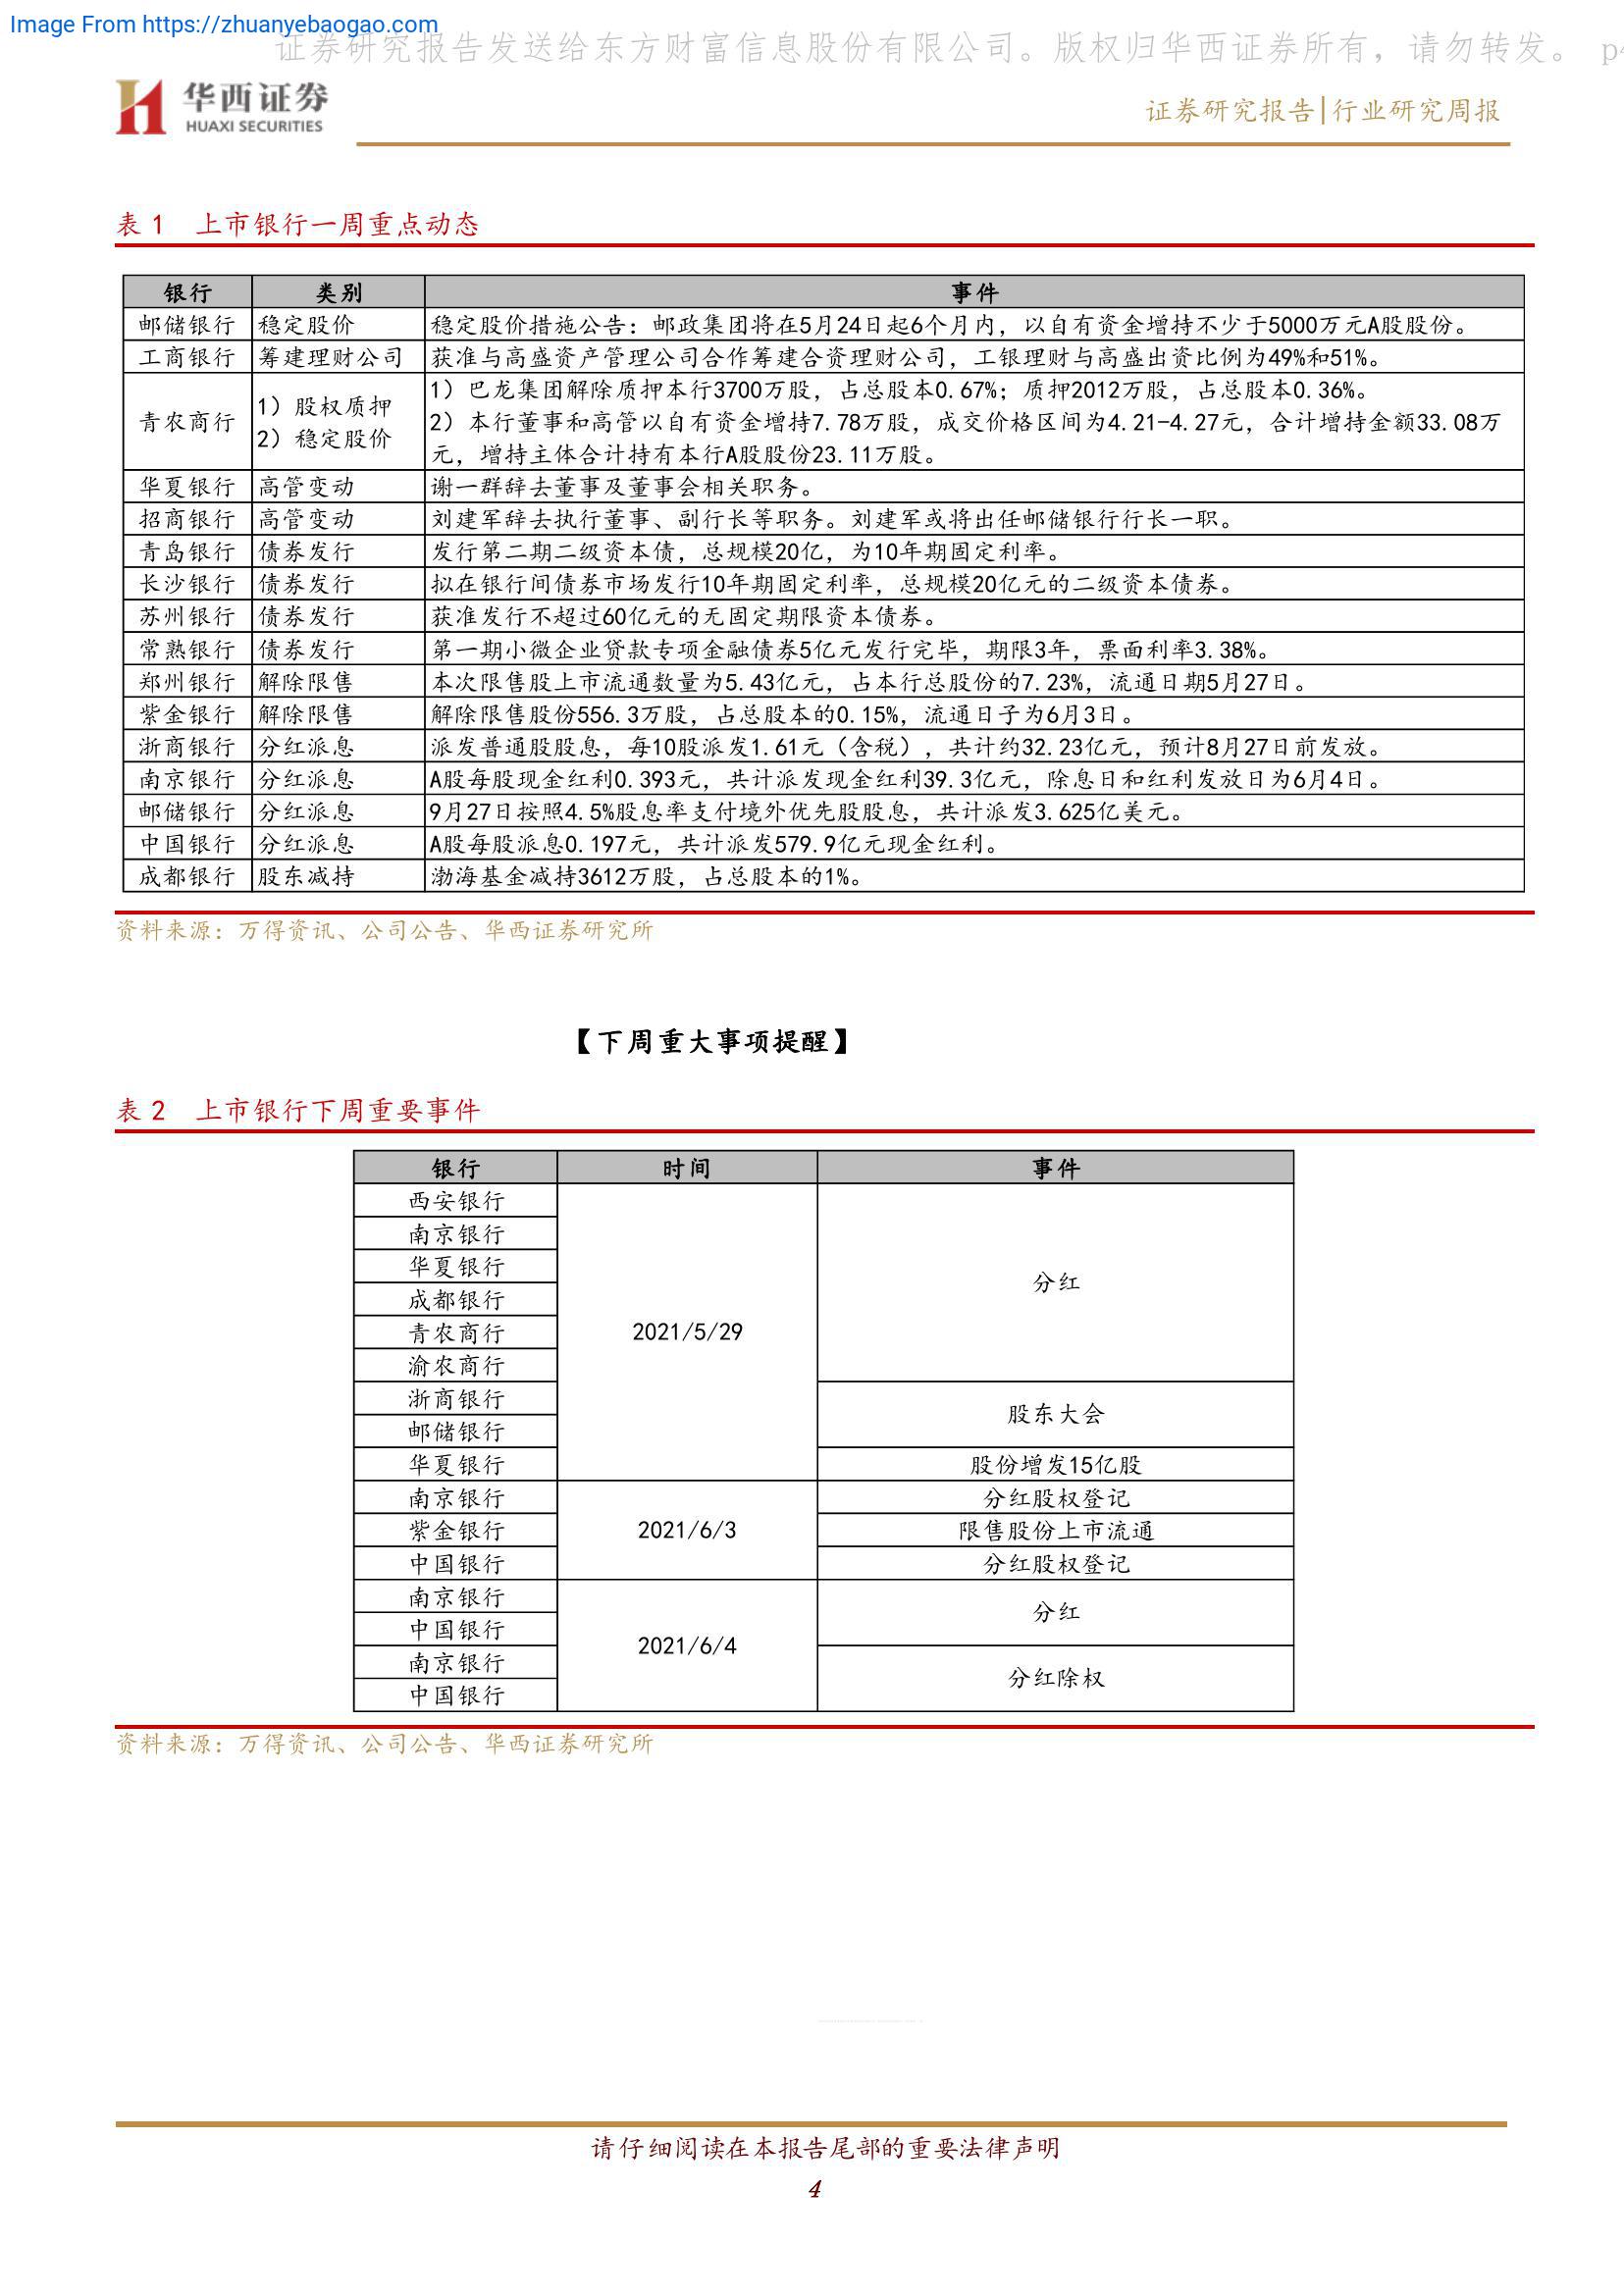 Image From https://zhuanyebaogao.com
证券研究报告发送给东方财富信息股份有限公司。版权归华西证券所有，请勿转发。 p4
华西证券
HUAXI SECURITIES
证券研究报告|行业研究周报
表 1 上市银行一周重点动态
银行 类别 事件
邮储银行 稳定股价 稳定股价措施公告：邮政集团将在5月24日起6个月内，以自有资金增持不少于5000万元A股股份。
工商银行 筹建理财公司 获准与高盛资产管理公司合作筹建合资理财公司，工银理财与高盛出资比例为49%和51%。
青农商行 1）股权质押 1）巴龙集团解除质押本行3700万股，占总股本0.67%；质押2012万股，占总股本0.36%。
2）稳定股价 2）本行董事和高管以自有资金增持7.78万股，成交价格区间为4.21-4.27元，合计增持金额33.08万
元，增持主体合计持有本行A股股份23.11万股。
华夏银行 高管变动 谢一群辞去董事及董事会相关职务。
招商银行 高管变动 刘建军辞去执行董事、副行长等职务。刘建军或将出任邮储银行行长一职。
青岛银行 债券发行 发行第二期二级资本债，总规模20亿，为10年期固定利率。
长沙银行 债券发行 拟在银行间债券市场发行10年期固定利率，总规模20亿元的二级资本债券。
苏州银行 债券发行 获准发行不超过60亿元的无固定期限资本债券。
常熟银行 债券发行 第一期小微企业贷款专项金融债券5亿元发行完毕，期限3年，票面利率3.38%。
郑州银行 解除限售 本次限售股上市流通数量为5.43亿元，占本行总股份的7.23%，流通日期5月27日。
紫金银行 解除限售 解除限售股份556.3万股，占总股本的0.15%，流通日子为6月3日。
浙商银行 分红派息 派发普通股股息，每10股派发1.61元（含税），共计约32.23亿元，预计8月27日前发放。
南京银行 分红派息 A股每股现金红利0.393元，共计派发现金红利39.3亿元，除息日和红利发放日为6月4日。
邮储银行 分红派息 9月27日按照4.5%股息率支付境外优先股股息，共计派发3.625亿美元。
中国银行 分红派息 A股每股派息0.197元，共计派发579.9亿元现金红利。
成都银行 股东减持 渤海基金减持3612万股，占总股本的1%。
资料来源：万得资讯、公司公告、华西证券研究所
【下周重大事项提醒】
表 2 上市银行下周重要事件
银行 时间 事件
西安银行
南京银行
华夏银行
分红
成都银行
青农商行 2021/5/29
渝农商行
浙商银行
股东大会
邮储银行
华夏银行 股份增发15亿股
南京银行 分红股权登记
紫金银行 2021/6/3 限售股份上市流通
中国银行 分红股权登记
南京银行
分红
中国银行
2021/6/4
南京银行
分红除权
中国银行
资料来源：万得资讯、公司公告、华西证券研究所
请仔细阅读在本报告尾部的重要法律声明
4